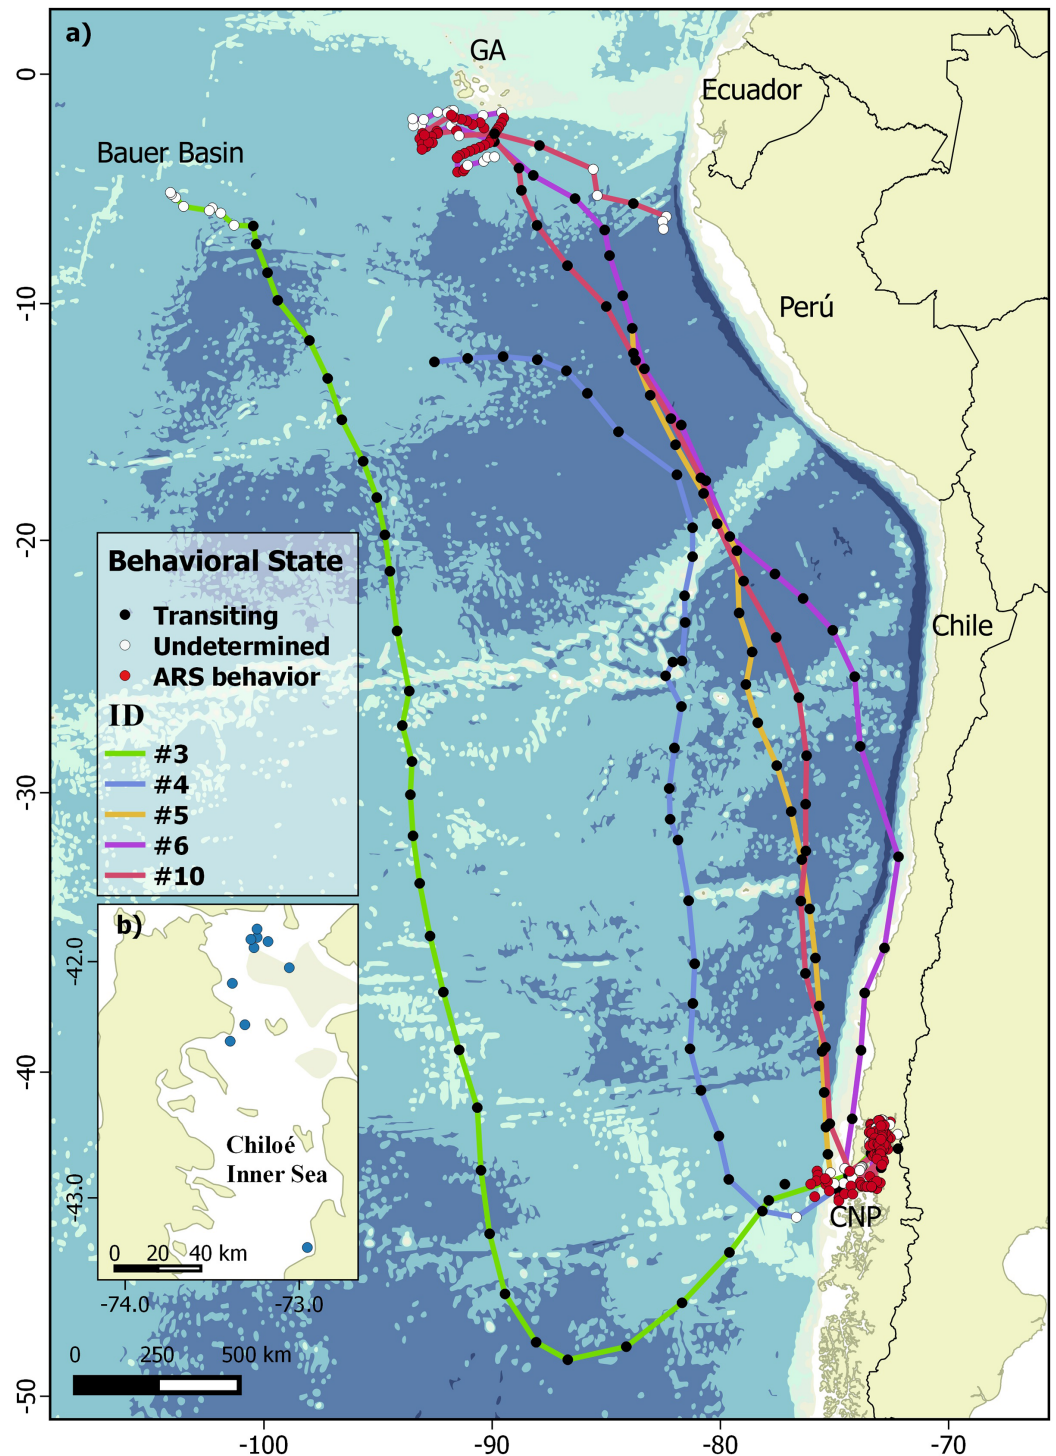 a)
GA
Ecuador
Bauer Basin
Perú
Chile
CNP
0
-10
-20
-30
-40
-50
Behavioral State
Transiting
Undetermined
ARS behavior
ID
#3
#4
#5
#6
#10
b)
-42.0
-43.0
Chiloé
Inner Sea
0 20 40 km
-74.0 -73.0
0 250 500 km
-100 -90 -80 -70